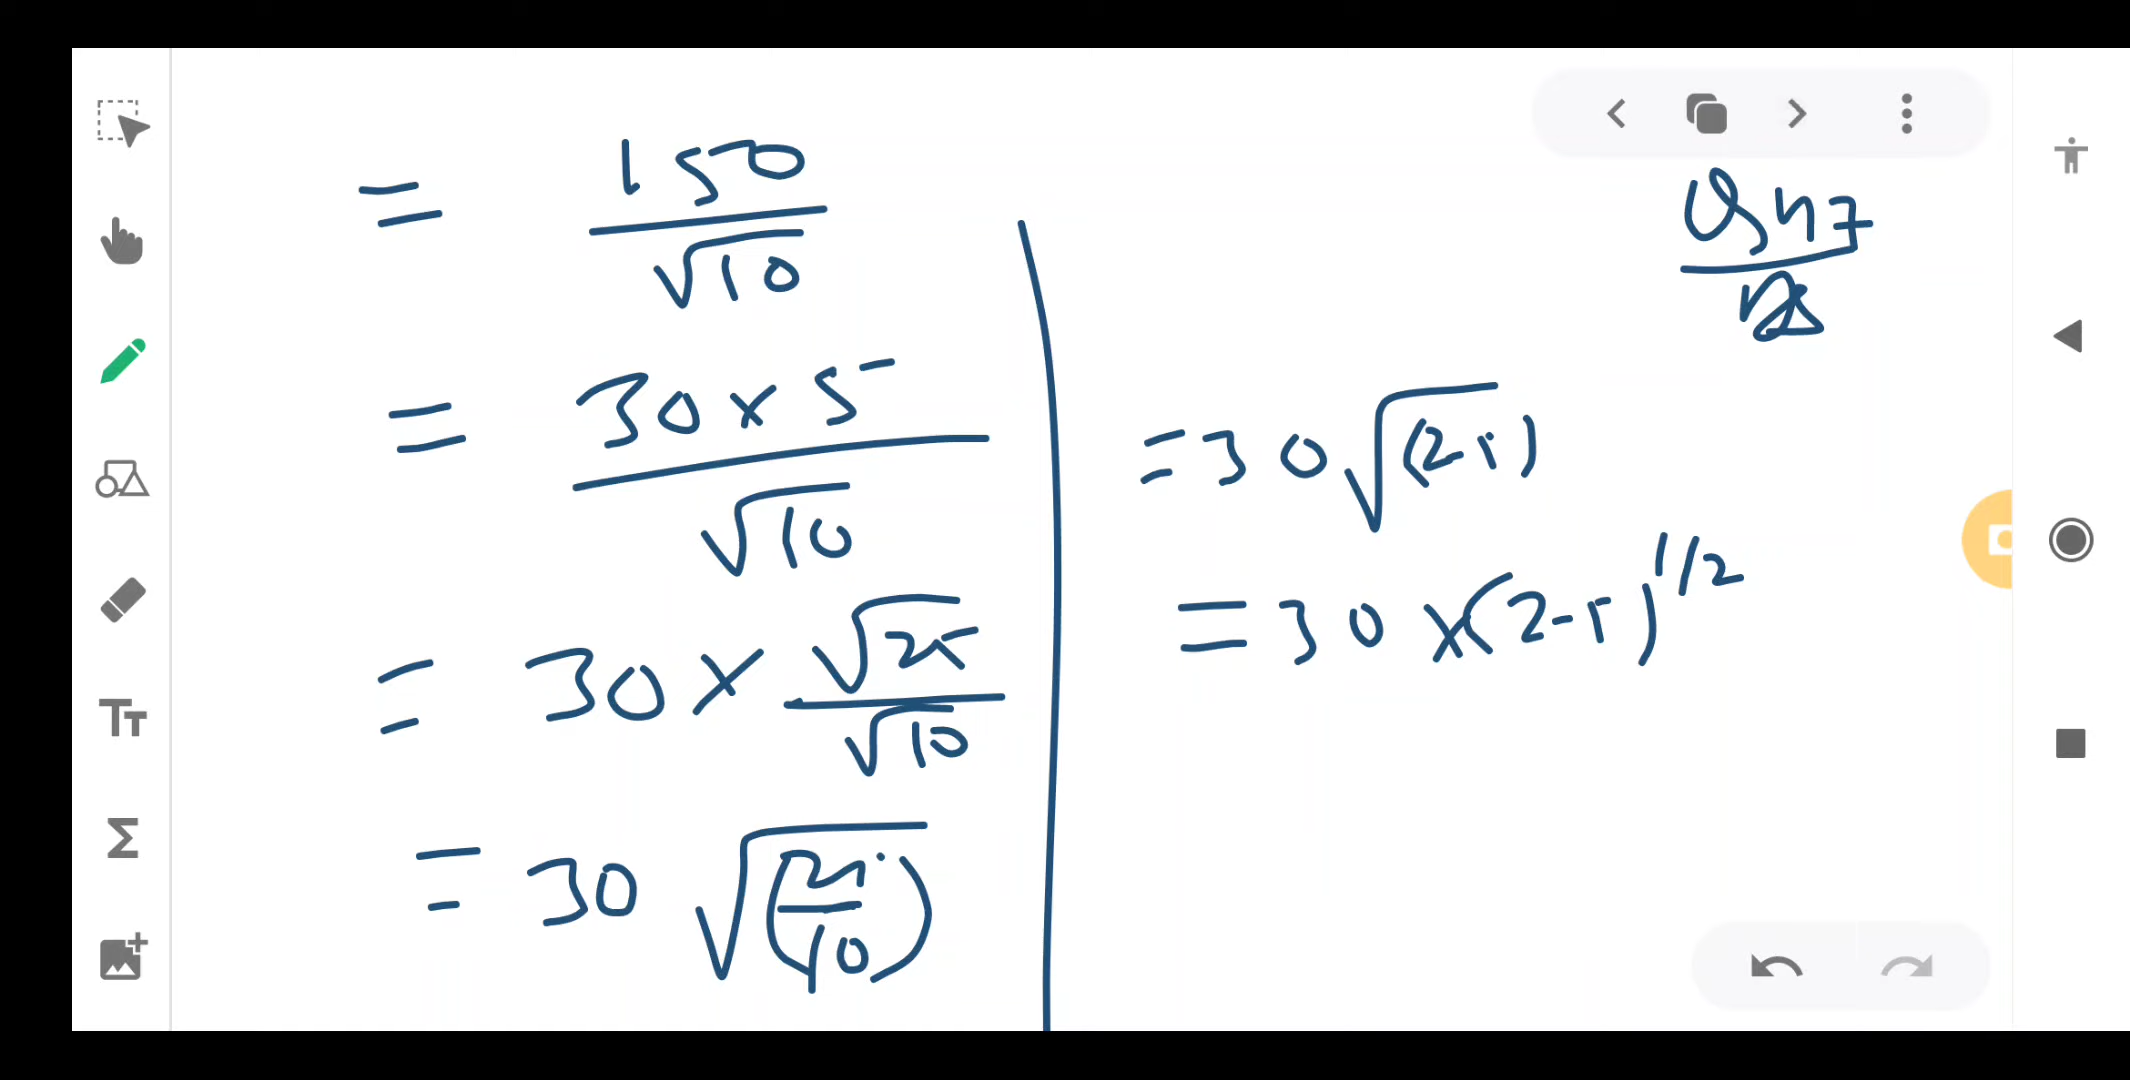 = 150/√10
= 30 × 5/√10
= 30 × √25/√10
= 30 √(25/10)
=30 √(2.5)
= 30 × (2.5)^1/2
Tт
Σ